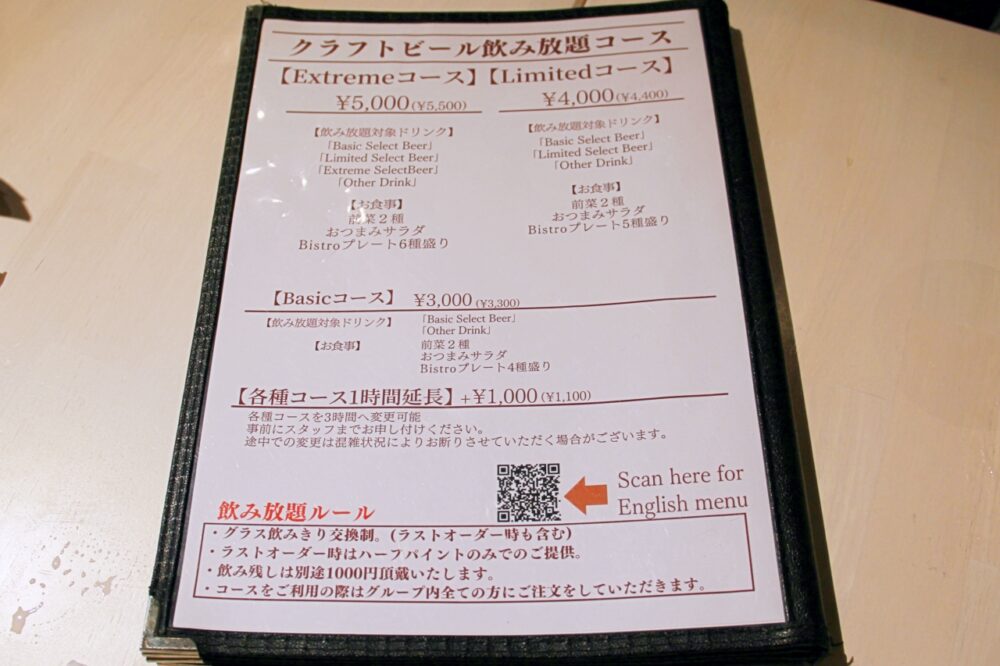 クラフトビール飲み放題コース
【Extremeコース】【Limitedコース】
¥5,000(¥5,500)
¥4,000(¥4,400)
【飲み放題対象ドリンク】
「Basic Select Beer」
「Limited Select Beer」
「Extreme SelectBeer」
「Other Drink」
【お食事】
前菜２種
おつまみサラダ
Bistroプレート6種盛り
【飲み放題対象ドリンク】
「Basic Select Beer」
「Limited Select Beer」
「Other Drink」
【お食事】
前菜２種
おつまみサラダ
Bistroプレート5種盛り
【Basicコース】 ¥3,000(¥3,300)
【飲み放題対象ドリンク】 「Basic Select Beer」
「Other Drink」
【お食事】 前菜２種
おつまみサラダ
Bistroプレート4種盛り
【各種コース1時間延長】+¥1,000(¥1,100)
各種コースを3時間へ変更可能
事前にスタッフまでお申し付けください。
途中での変更は混雑状況によりお断りさせていただく場合がございます。
Scan here for
English menu
飲み放題ルール
・グラス飲みきり交換制。(ラストオーダー時も含む)
・ラストオーダー時はハーフパイントのみでのご提供。
・飲み残しは別途1000円頂戴いたします。
・コースをご利用の際はグループ内全ての方にご注文をしていただきます。